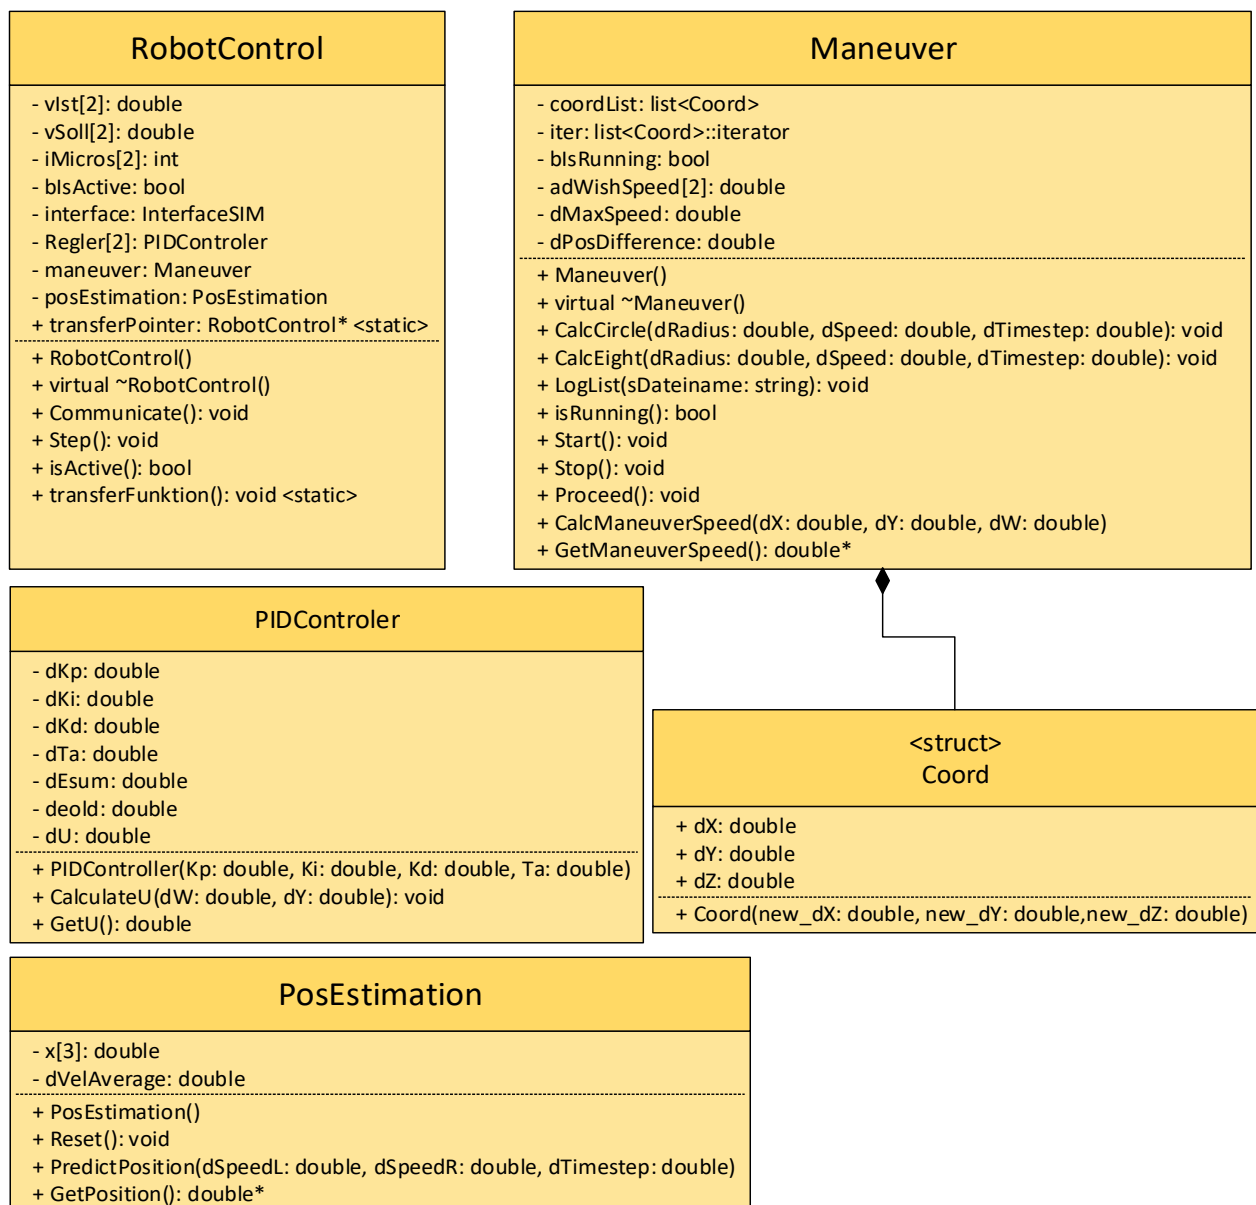 RobotControl
- vIst[2]: double
- vSoll[2]: double
- iMicros[2]: int
- bIsActive: bool
- interface: InterfaceSIM
- Regler[2]: PIDControler
- maneuver: Maneuver
- posEstimation: PosEstimation
+ transferPointer: RobotControl* <static>
+ RobotControl()
+ virtual ~RobotControl()
+ Communicate(): void
+ Step(): void
+ isActive(): bool
+ transferFunktion(): void <static>
Maneuver
- coordList: list<Coord>
- iter: list<Coord>::iterator
- bIsRunning: bool
- adWishSpeed[2]: double
- dMaxSpeed: double
- dPosDifference: double
+ Maneuver()
+ virtual ~Maneuver()
+ CalcCircle(dRadius: double, dSpeed: double, dTimestep: double): void
+ CalcEight(dRadius: double, dSpeed: double, dTimestep: double): void
+ LogList(sDateiname: string): void
+ isRunning(): bool
+ Start(): void
+ Stop(): void
+ Proceed(): void
+ CalcManeuverSpeed(dX: double, dY: double, dW: double)
+ GetManeuverSpeed(): double*
PIDControler
- dKp: double
- dKi: double
- dKd: double
- dTa: double
- dEsum: double
- deold: double
- dU: double
+ PIDController(Kp: double, Ki: double, Kd: double, Ta: double)
+ CalculateU(dW: double, dY: double): void
+ GetU(): double
<struct>
Coord
+ dX: double
+ dY: double
+ dZ: double
+ Coord(new_dX: double, new_dY: double,new_dZ: double)
PosEstimation
- x[3]: double
- dVelAverage: double
+ PosEstimation()
+ Reset(): void
+ PredictPosition(dSpeedL: double, dSpeedR: double, dTimestep: double)
+ GetPosition(): double*